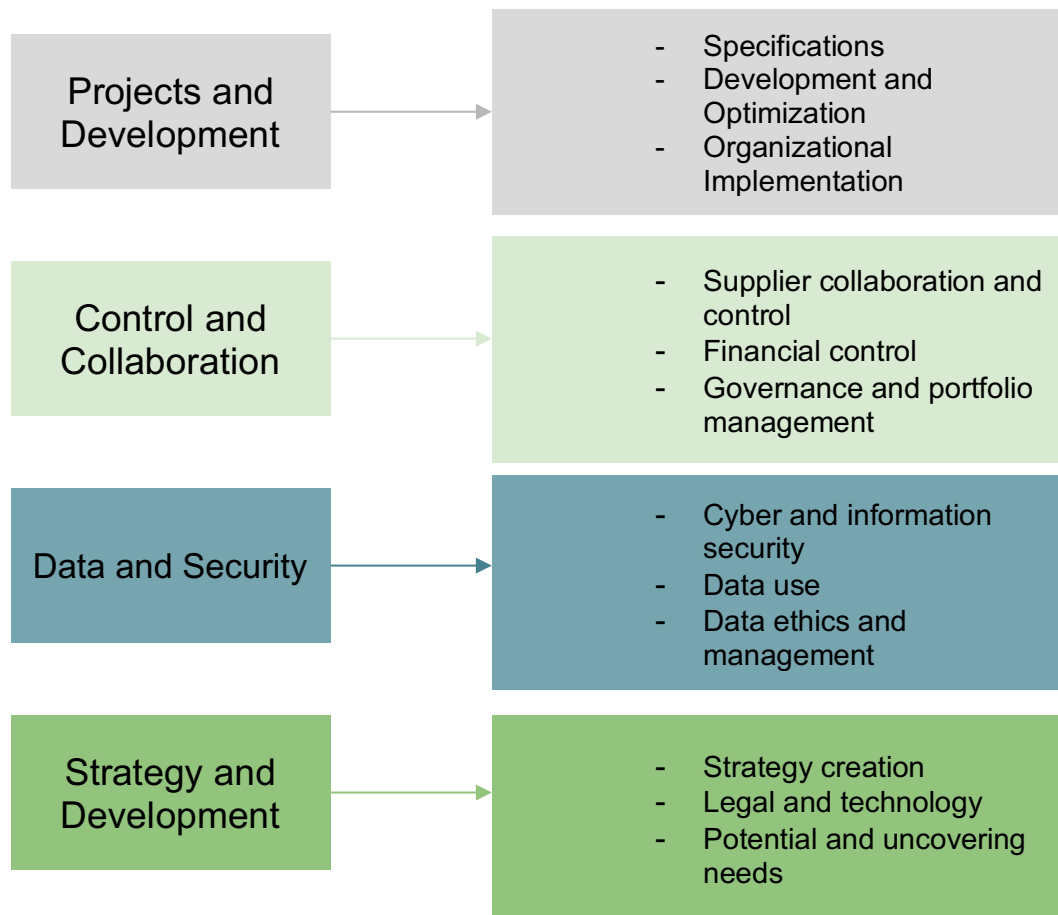 Projects and
Development
- Specifications
- Development and
Optimization
- Organizational
Implementation
Control and
Collaboration
- Supplier collaboration and
control
- Financial control
- Governance and portfolio
management
Data and Security
- Cyber and information
security
- Data use
- Data ethics and
management
Strategy and
Development
- Strategy creation
- Legal and technology
- Potential and uncovering
needs